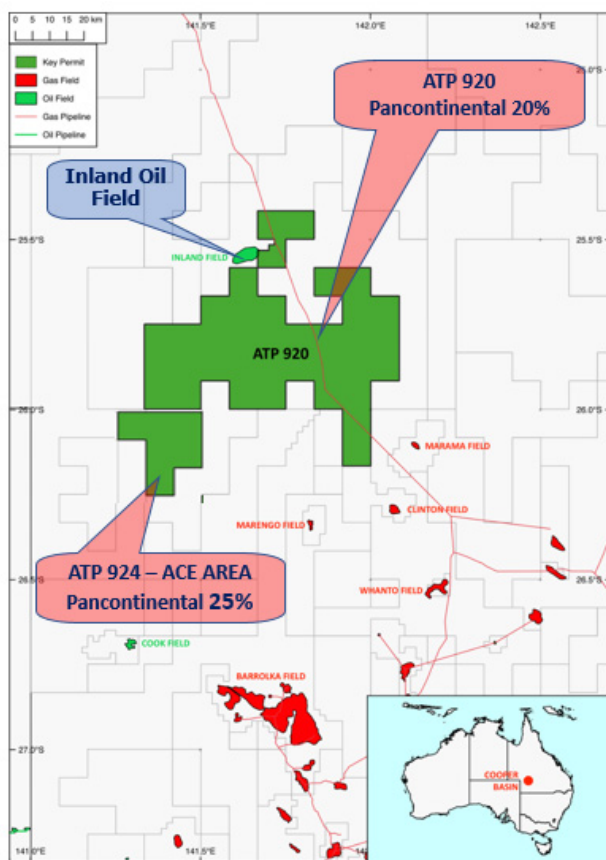 0 5 10 15 20 km
141.5°E
142.0°E
142.5°E
Key Permit
Gas Field
Oil Field
Gas Pipeline
Oil Pipeline
25.0°S
ATP 920
Pancontinental 20%
Inland Oil
Field
25.5°S
25.5°S
INLAND FIELD
ATP 920
26.0°S
26.0°S
MARAMA FIELD
CLINTON FIELD
MARENGO FIELD
26.5°S
26.5°S
ATP 924 – ACE AREA
Pancontinental 25%
WHANTO FIELD
COOK FIELD
BARROLKA FIELD
27.0°S
COOPER
BASIN
141.0°E
141.5°E